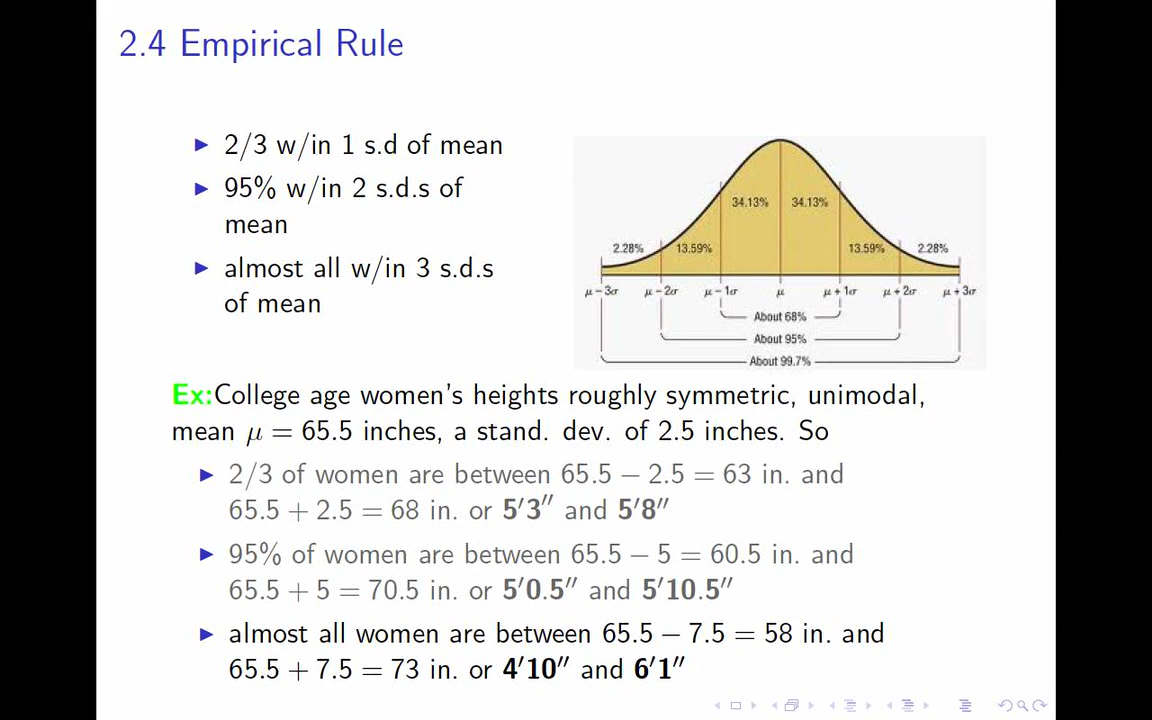 2.4 Empirical Rule
▶ 2/3 w/in 1 s.d of mean
▶ 95% w/in 2 s.d.s of
mean
▶ almost all w/in 3 s.d.s
of mean
34.13% 34.13%
2.28% 13.59% 13.59% 2.28%
μ − 3σ μ − 2σ μ − 1σ μ μ + 1σ μ + 2σ μ + 3σ
About 68%
About 95%
About 99.7%
Ex:College age women's heights roughly symmetric, unimodal,
mean μ = 65.5 inches, a stand. dev. of 2.5 inches. So
▶ 2/3 of women are between 65.5 − 2.5 = 63 in. and
65.5 + 2.5 = 68 in. or 5′3″ and 5′8″
▶ 95% of women are between 65.5 − 5 = 60.5 in. and
65.5 + 5 = 70.5 in. or 5′0.5″ and 5′10.5″
▶ almost all women are between 65.5 − 7.5 = 58 in. and
65.5 + 7.5 = 73 in. or 4′10″ and 6′1″